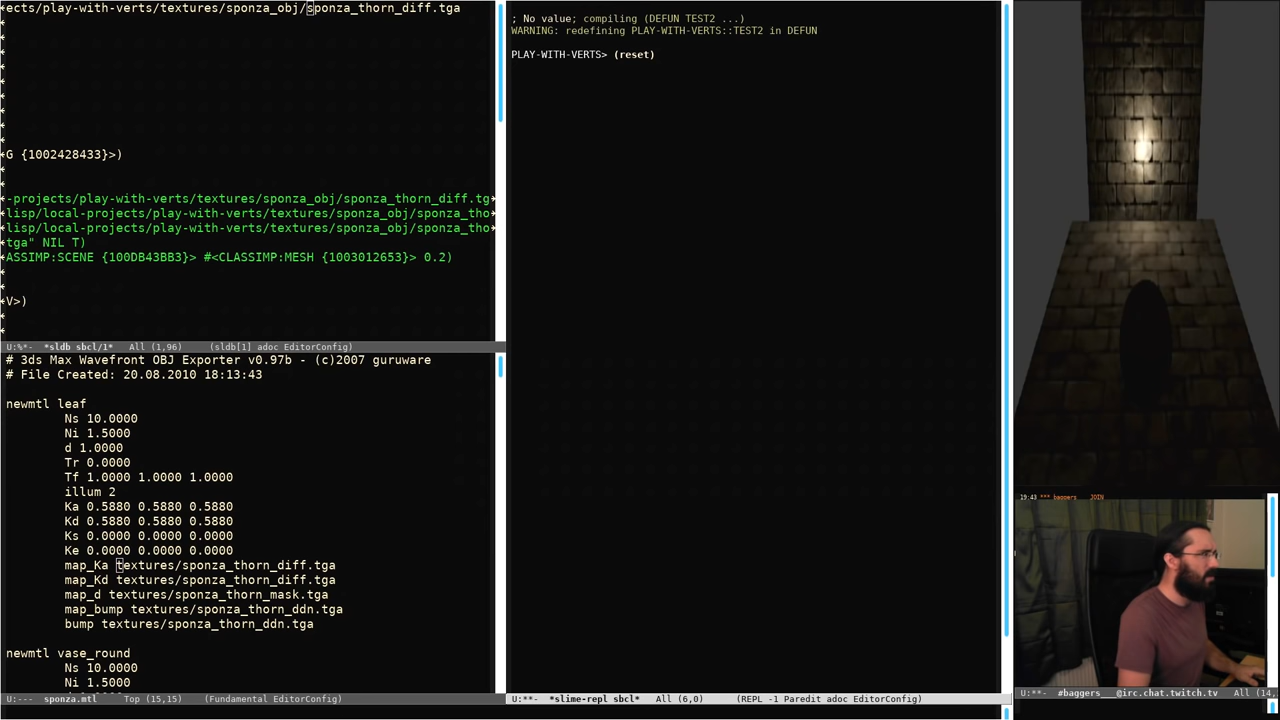 ects/play-with-verts/textures/sponza_obj/sponza_thorn_diff.tga
G {1002428433}>)
-projects/play-with-verts/textures/sponza_obj/sponza_thorn_diff.tg
lisp/local-projects/play-with-verts/textures/sponza_obj/sponza_tho
lisp/local-projects/play-with-verts/textures/sponza_obj/sponza_tho
tga" NIL T)
ASSIMP:SCENE {100DB43BB3}> #<CLASSIMP:MESH {1003012653}> 0.2)
V>)
U:%*-  *sldb sbcl/1*   All (1,96)    (sldb[1] adoc EditorConfig)
# 3ds Max Wavefront OBJ Exporter v0.97b - (c)2007 guruware
# File Created: 20.08.2010 18:13:43
newmtl leaf
Ns 10.0000
Ni 1.5000
d 1.0000
Tr 0.0000
Tf 1.0000 1.0000 1.0000
illum 2
Ka 0.5880 0.5880 0.5880
Kd 0.5880 0.5880 0.5880
Ks 0.0000 0.0000 0.0000
Ke 0.0000 0.0000 0.0000
map_Ka textures/sponza_thorn_diff.tga
map_Kd textures/sponza_thorn_diff.tga
map_d textures/sponza_thorn_mask.tga
map_bump textures/sponza_thorn_ddn.tga
bump textures/sponza_thorn_ddn.tga
newmtl vase_round
Ns 10.0000
Ni 1.5000
U:---  sponza.mtl     Top (15,15)   (Fundamental EditorConfig)
; No value; compiling (DEFUN TEST2 ...)
WARNING: redefining PLAY-WITH-VERTS::TEST2 in DEFUN
PLAY-WITH-VERTS> (reset)
U:**-  *slime-repl sbcl*   All (6,0)     (REPL -1 Paredit adoc EditorConfig)
19:43 *** baggers   JOIN
U:**-  #baggers___@irc.chat.twitch.tv   All (14,